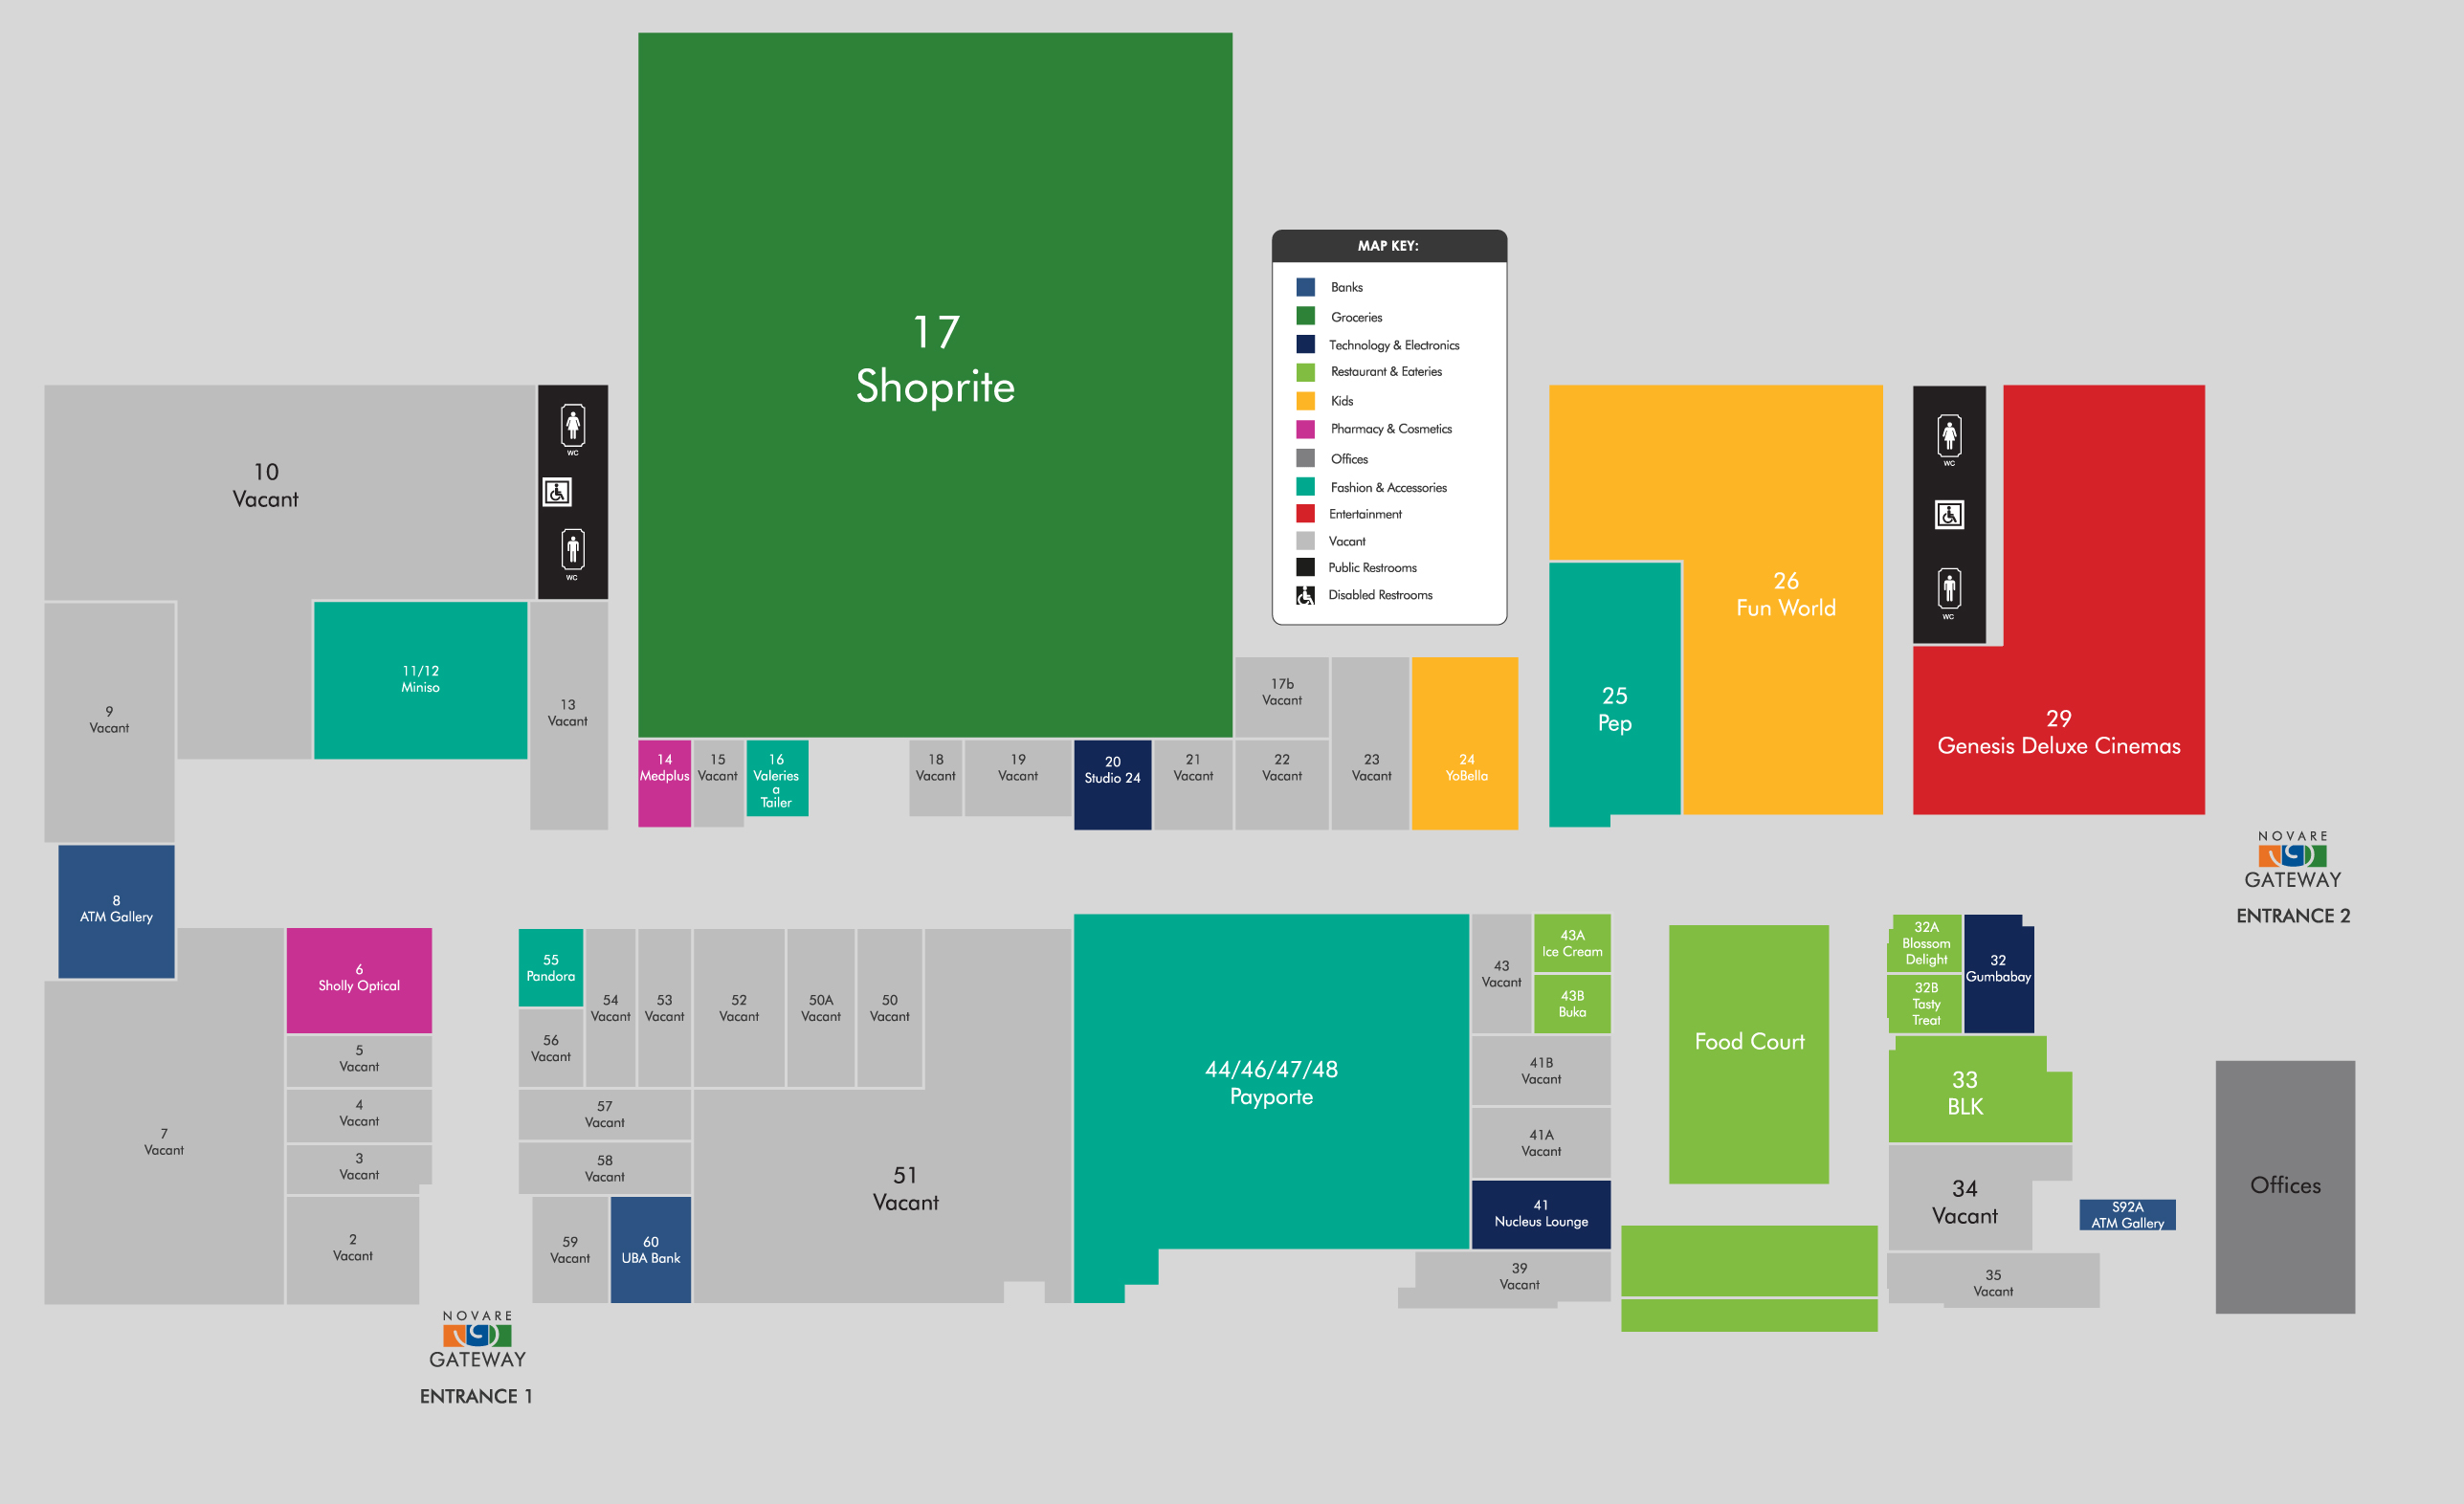 17
Shoprite
MAP KEY:
Banks
Groceries
Technology & Electronics
Restaurant & Eateries
Kids
Pharmacy & Cosmetics
Offices
Fashion & Accessories
Entertainment
Vacant
Public Restrooms
Disabled Restrooms
10
Vacant
WC
WC
9
Vacant
11/12
Miniso
13
Vacant
14
Medplus
15
Vacant
16
Valeries
a
Tailer
18
Vacant
19
Vacant
20
Studio 24
21
Vacant
17b
Vacant
22
Vacant
23
Vacant
24
YoBella
25
Pep
26
Fun World
WC
WC
29
Genesis Deluxe Cinemas
NOVARE
GATEWAY
ENTRANCE 2
8
ATM Gallery
7
Vacant
6
Sholly Optical
5
Vacant
4
Vacant
3
Vacant
2
Vacant
55
Pandora
56
Vacant
54
Vacant
53
Vacant
52
Vacant
50A
Vacant
50
Vacant
57
Vacant
58
Vacant
59
Vacant
60
UBA Bank
51
Vacant
44/46/47/48
Payporte
43
Vacant
43A
Ice Cream
43B
Buka
41B
Vacant
41A
Vacant
41
Nucleus Lounge
39
Vacant
Food Court
32A
Blossom
Delight
32B
Tasty
Treat
32
Gumbabay
33
BLK
34
Vacant
35
Vacant
S92A
ATM Gallery
Offices
NOVARE
GATEWAY
ENTRANCE 1